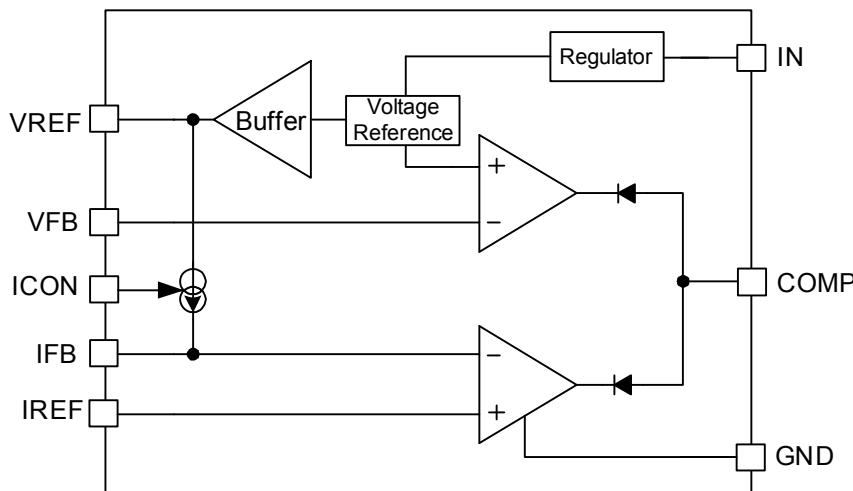 Regulator
IN
VREF
Buffer
Voltage
Reference
+
−
VFB
ICON
COMP
IFB
−
IREF
+
GND